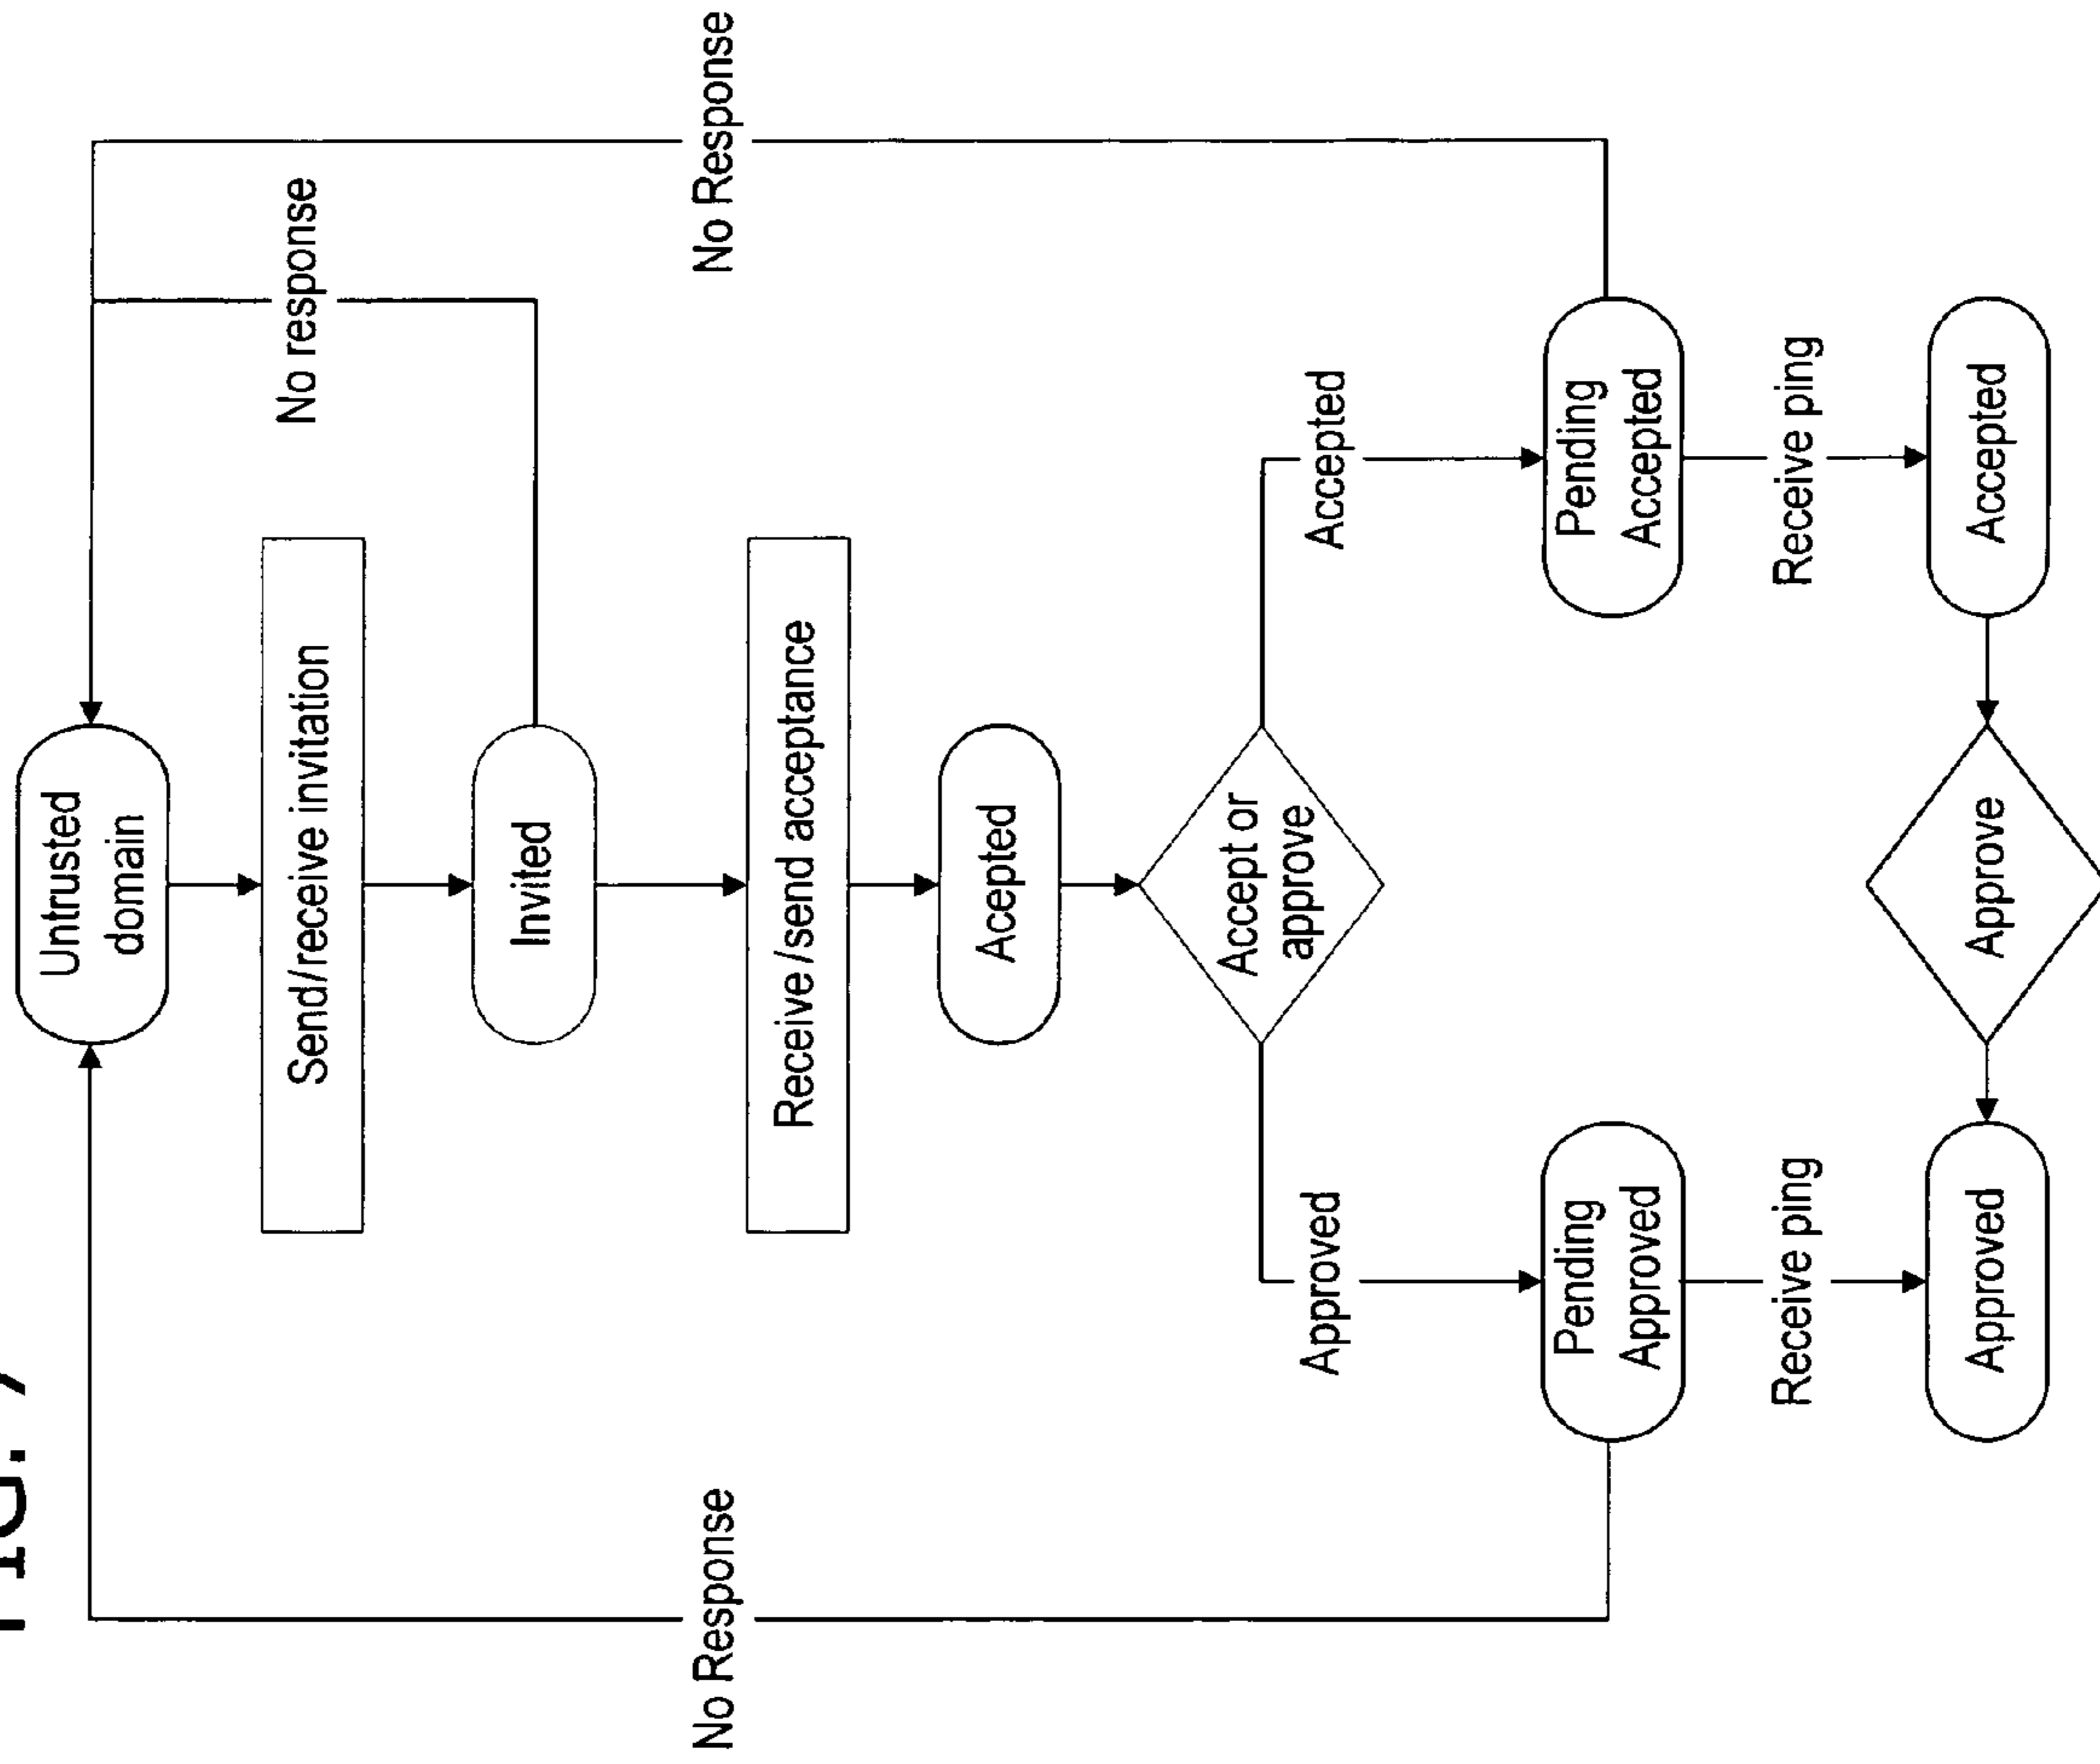 FIG.
Untrusted
domain
Send/receive invitation
No response
Invited
No Response
No Response
Receive /send acceptance
Acepted
Accept or
approve
Approved
Accepted
Pending
Approved
Pending
Accepted
Receive ping
Receive ping
Approved
Approve
Accepted